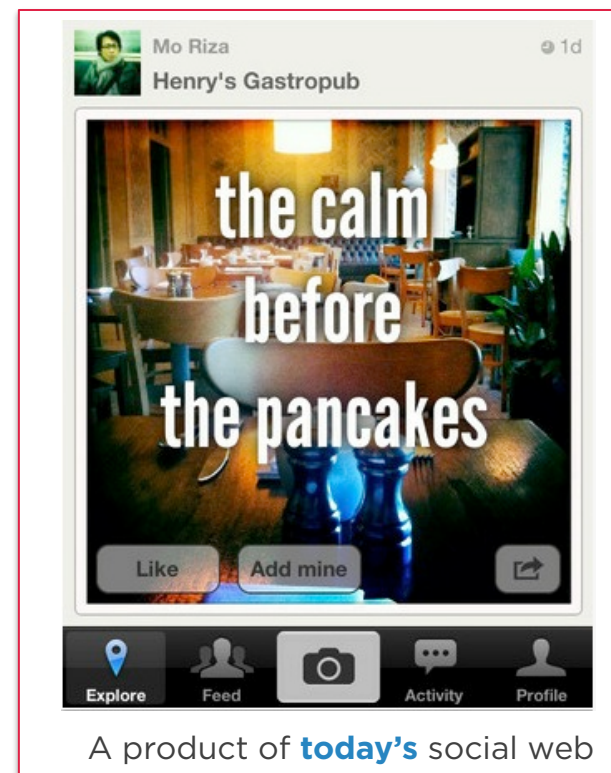 Mo Riza
1d
Henry's Gastropub
the calm
before
the pancakes
Like
Add mine
Explore
Feed
Activity
Profile
A product of today's social web